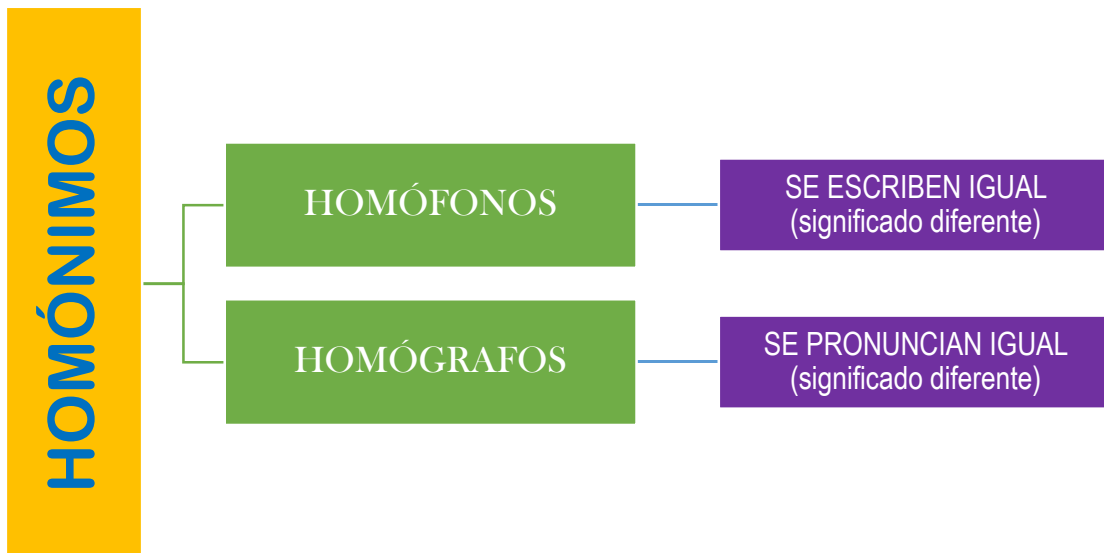 HOMÓNIMOS
HOMÓFONOS
SE ESCRIBEN IGUAL
(significado diferente)
HOMÓGRAFOS
SE PRONUNCIAN IGUAL
(significado diferente)